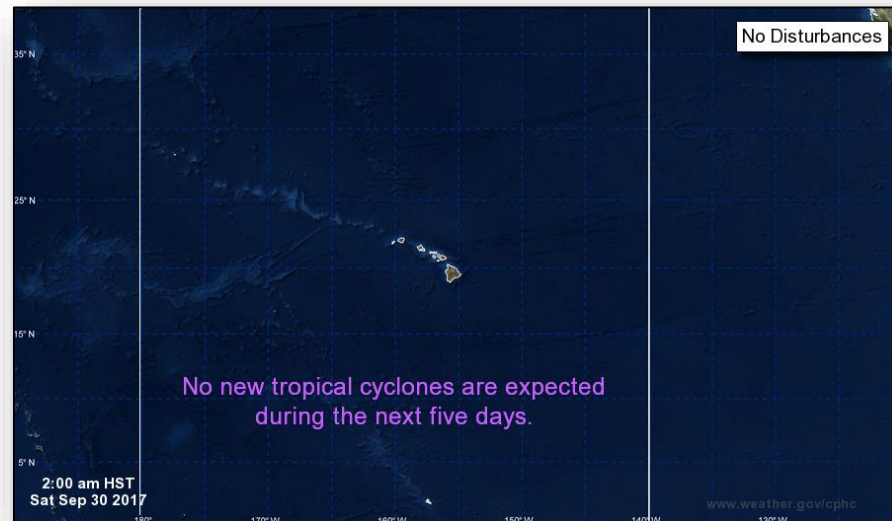 No Disturbances
35° N
25° N
15° N
No new tropical cyclones are expected
during the next five days.
5° N
2:00 am HST
Sat Sep 30 2017
www.weather.gov/cphc
180°
170° W
160° W
150° W
140° W
130° W